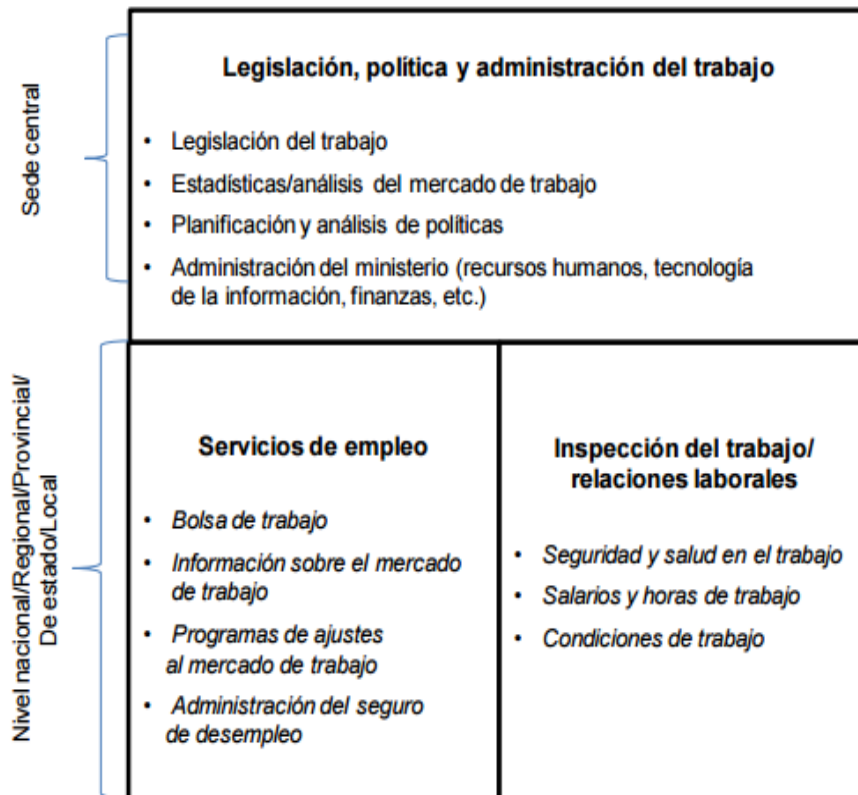 Sede central
Legislación, política y administración del trabajo
• Legislación del trabajo
• Estadísticas/análisis del mercado de trabajo
• Planificación y análisis de políticas
• Administración del ministerio (recursos humanos, tecnología
de la información, finanzas, etc.)
Nivel nacional/Regional/Provincial/
De estado/Local
Servicios de empleo
• Bolsa de trabajo
• Información sobre el mercado
de trabajo
• Programas de ajustes
al mercado de trabajo
• Administración del seguro
de desempleo
Inspección del trabajo/
relaciones laborales
• Seguridad y salud en el trabajo
• Salarios y horas de trabajo
• Condiciones de trabajo